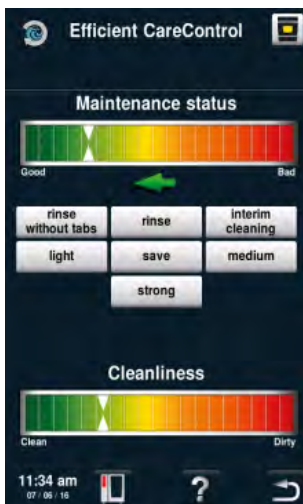 Efficient CareControl
Maintenance status
Good Bad
rinse without tabs
rinse
interim cleaning
light save medium
strong
Cleanliness
Clean Dirty
11:34 am
07 / 06 / 16
?